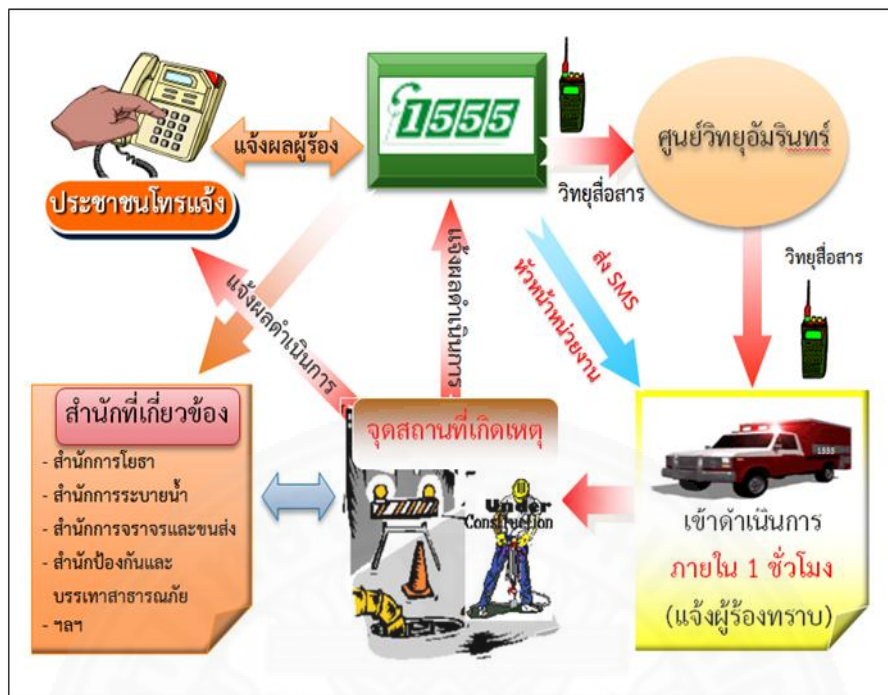 1555
ศูนย์วิทยุอัมรินทร์
แจ้งผลผู้ร้อง
ประชาชนโทรแจ้ง
วิทยุสื่อสาร
วิทยุสื่อสาร
ส่ง SMS
หัวหน้าหน่วยงาน
แจ้งผลดำเนินการ
แจ้งผลดำเนินการ
สำนักที่เกี่ยวข้อง
- สำนักการโยธา
- สำนักการระบายน้ำ
- สำนักการจราจรและขนส่ง
- สำนักป้องกันและ
บรรเทาสาธารณภัย
- ฯลฯ
จุดสถานที่เกิดเหตุ
Under
Construction
1555
เข้าดำเนินการ
ภายใน 1 ชั่วโมง
(แจ้งผู้ร้องทราบ)